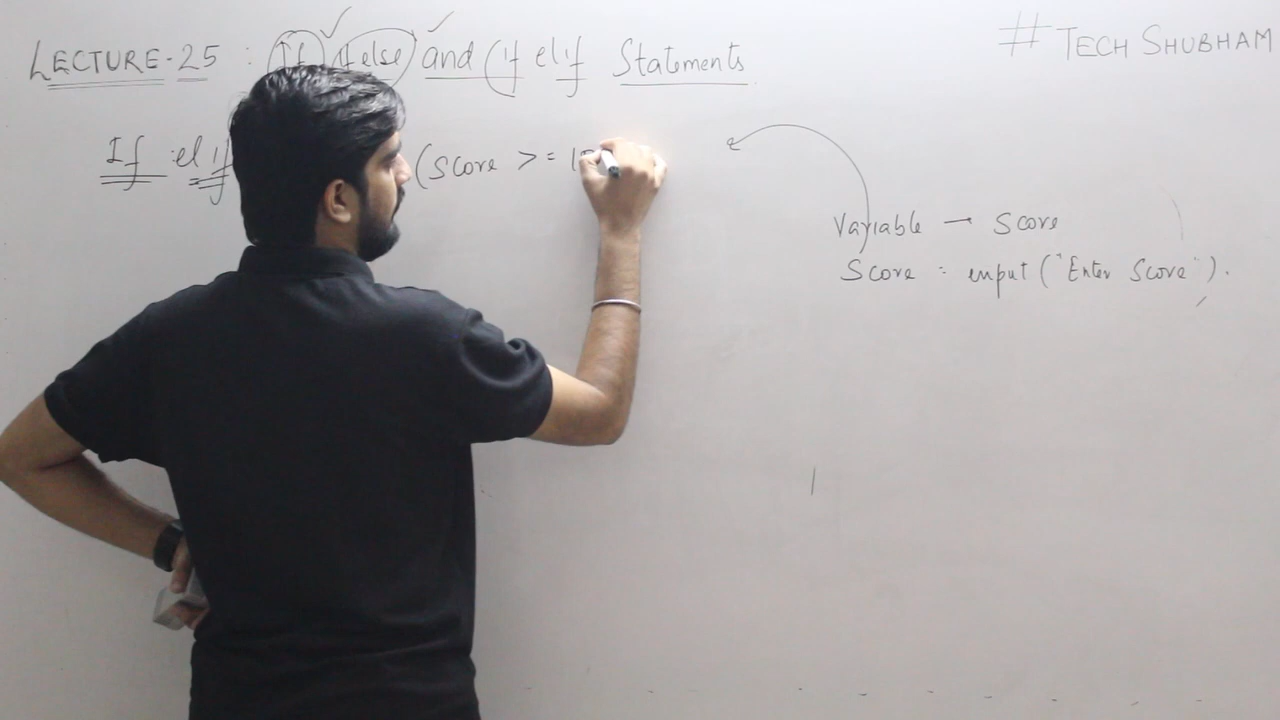 LECTURE-25 : If if else and (if elif Statements
# TECH SHUBHAM
If elif (Score >= 10
Variable → Score
Score = input ("Enter Score").